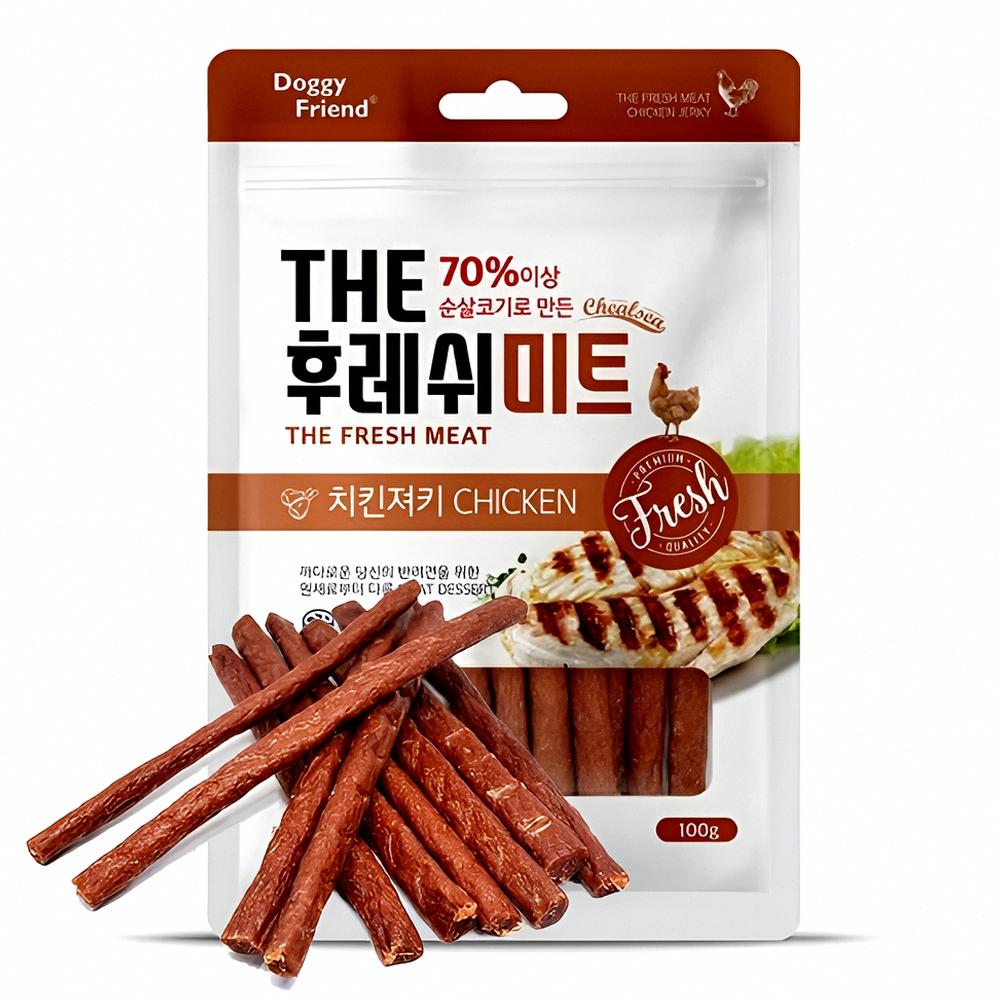 Doggy
Friend
THE FRESH MEAT
CHICKEN JERKY
THE
70%이상
순살코기로 만든
Chealsea
후레쉬미트
THE FRESH MEAT
치킨져키 CHICKEN
PREMIUM
Fresh
QUALITY
100g